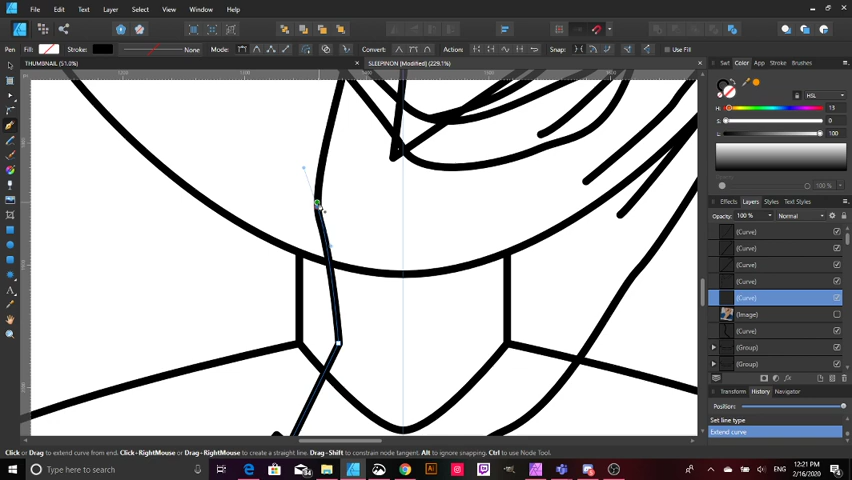 File Edit Text Layer Select View Window Help
Pen Fill: Stroke: None Mode: Convert: Action: Snap: Use Fill
THUMBNAIL (51.0%) × SLEEPINON [Modified] (229.1%) ×
Set Color App Stroke Brushes
HSL
H: 13
S: 0
L: 100
Opacity 100 %
Effects Layers Styles Text Styles
Opacity: 100 % Normal
(Curve)
(Curve)
(Curve)
(Curve)
(Curve)
(Image)
(Curve)
(Group)
(Group)
Transform History Navigator
Position:
Set line type
Extend curve
Click or Drag to extend curve from end. Click+RightMouse or Drag+RightMouse to create a straight line. Drag+Shift to constrain node tangent. Alt to ignore snapping. Ctrl to use Node Tool.
Type here to search
ENG
12:21 PM
2/16/2020